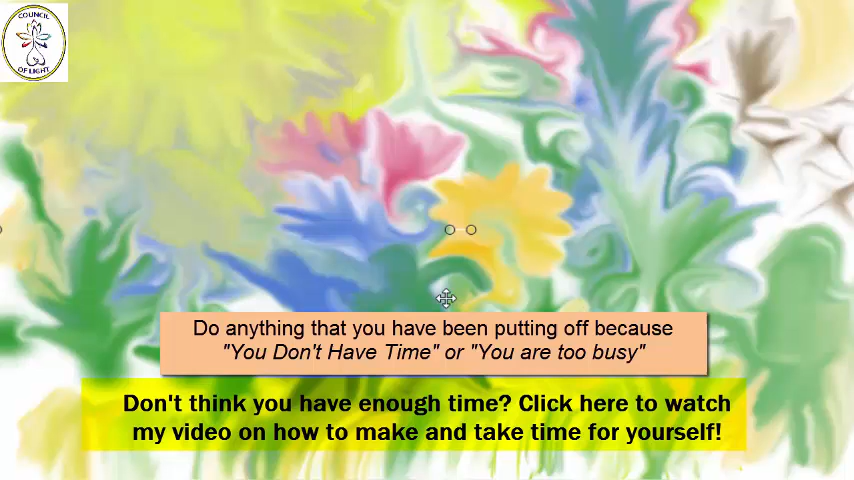 COUNCIL
OF LIGHT
Do anything that you have been putting off because
"You Don't Have Time" or "You are too busy"
Don't think you have enough time? Click here to watch
my video on how to make and take time for yourself!